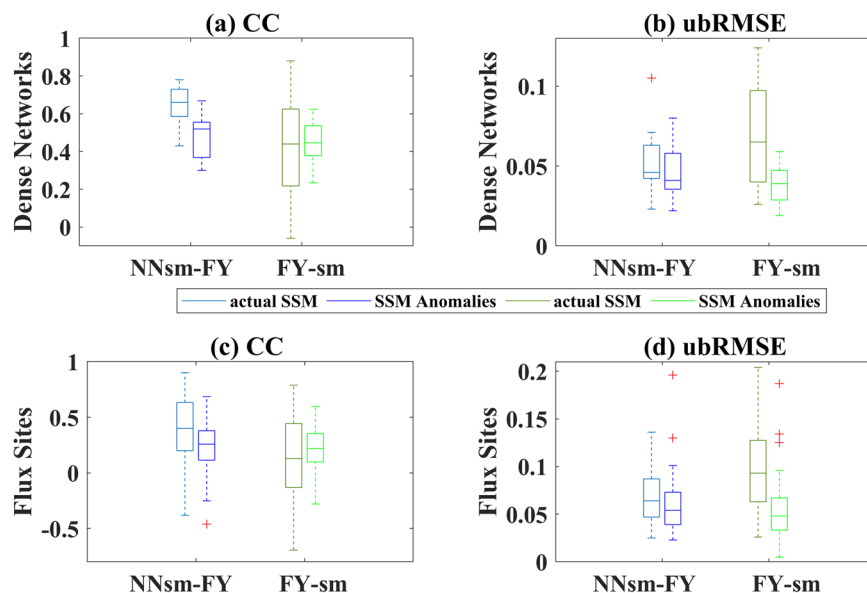 (a) CC
(b) ubRMSE
Dense Networks
1
0.8
0.6
0.4
0.2
0
NNsm-FY
FY-sm
Dense Networks
0.1
0.05
0
NNsm-FY
FY-sm
actual SSM
SSM Anomalies
actual SSM
SSM Anomalies
(c) CC
(d) ubRMSE
Flux Sites
1
0.5
0
-0.5
NNsm-FY
FY-sm
Flux Sites
0.2
0.15
0.1
0.05
0
NNsm-FY
FY-sm